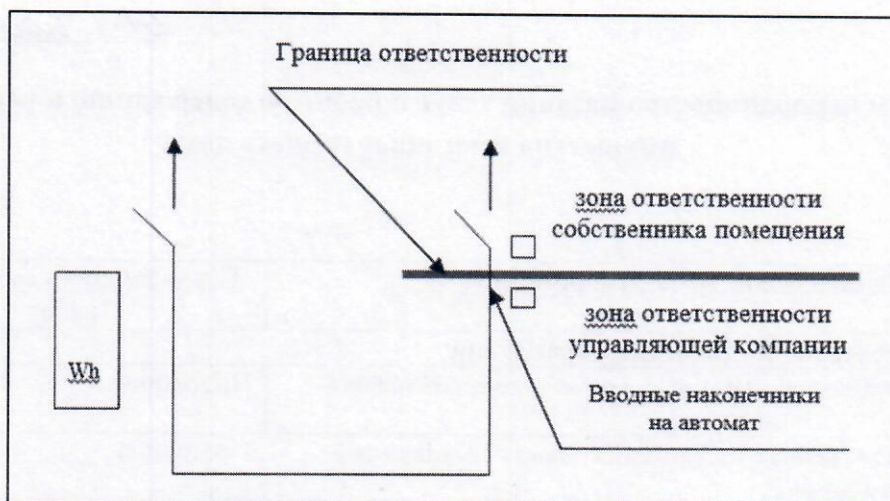 Граница ответственности
зона ответственности
собственника помещения
зона ответственности
управляющей компании
Wh
Вводные наконечники
на автомат